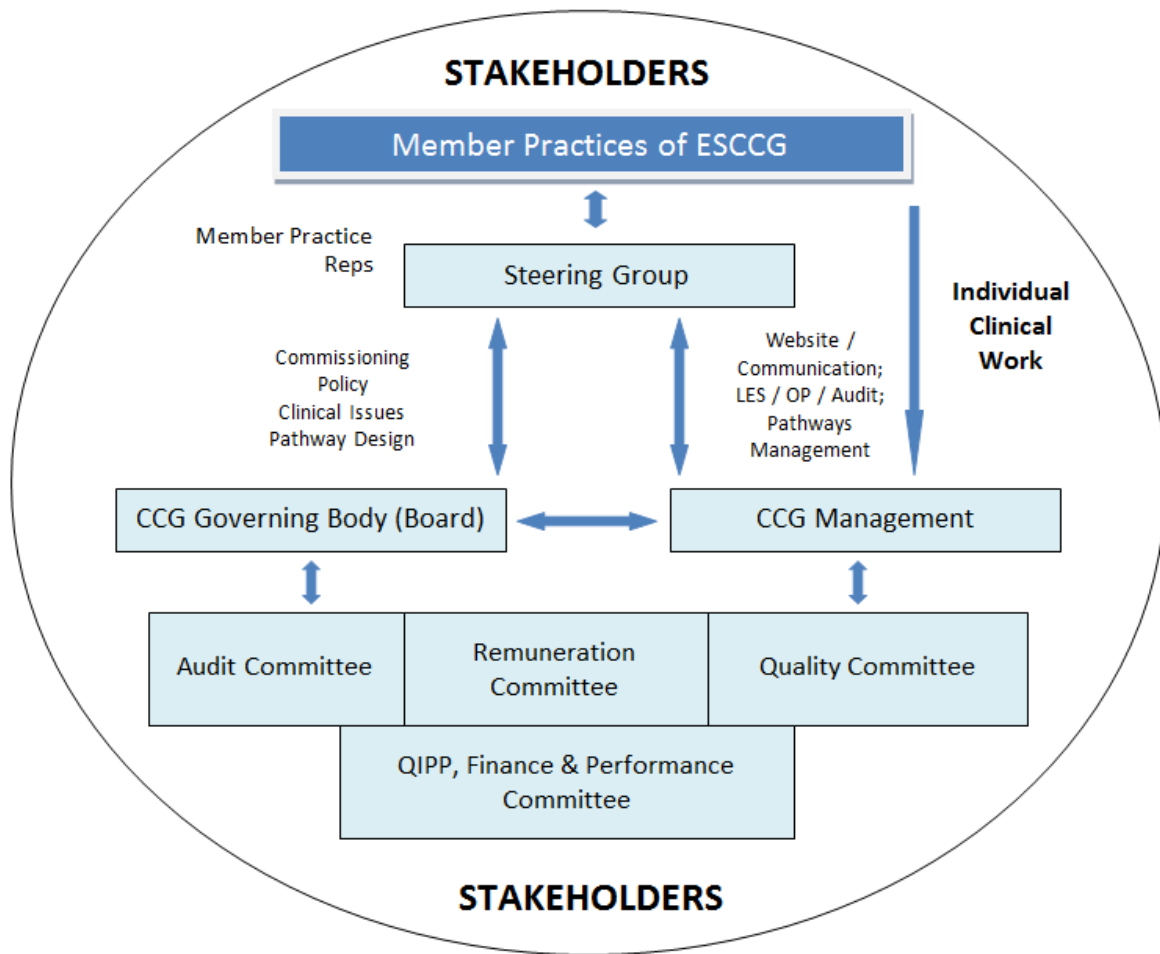 STAKEHOLDERS
Member Practices of ESCCG
Member Practice
Reps
Steering Group
Individual
Clinical
Work
Commissioning
Policy
Clinical Issues
Pathway Design
Website /
Communication;
LES / OP / Audit;
Pathways
Management
CCG Governing Body (Board)
CCG Management
Audit Committee
Remuneration
Committee
Quality Committee
QIPP, Finance & Performance
Committee
STAKEHOLDERS